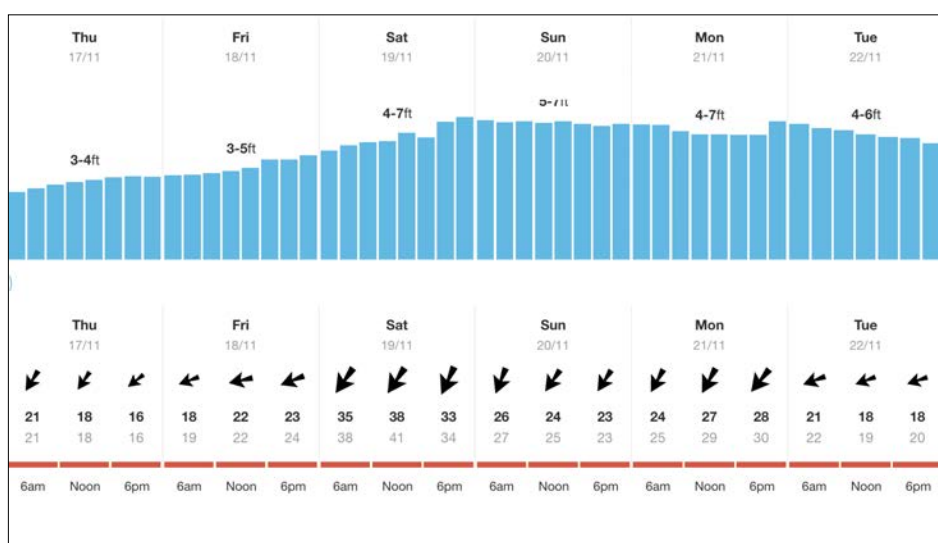 Thu Fri Sat Sun Mon Tue
17/11 18/11 19/11 20/11 21/11 22/11
4-7ft 4-7ft 4-6ft
3-4ft 3-5ft
Thu Fri Sat Sun Mon Tue
17/11 18/11 19/11 20/11 21/11 22/11
21 18 16 18 22 23 35 38 33 26 24 23 24 27 28 21 18 18
21 18 16 19 22 24 38 41 34 27 25 23 25 29 30 22 19 20
6am Noon 6pm 6am Noon 6pm 6am Noon 6pm 6am Noon 6pm 6am Noon 6pm 6am Noon 6pm